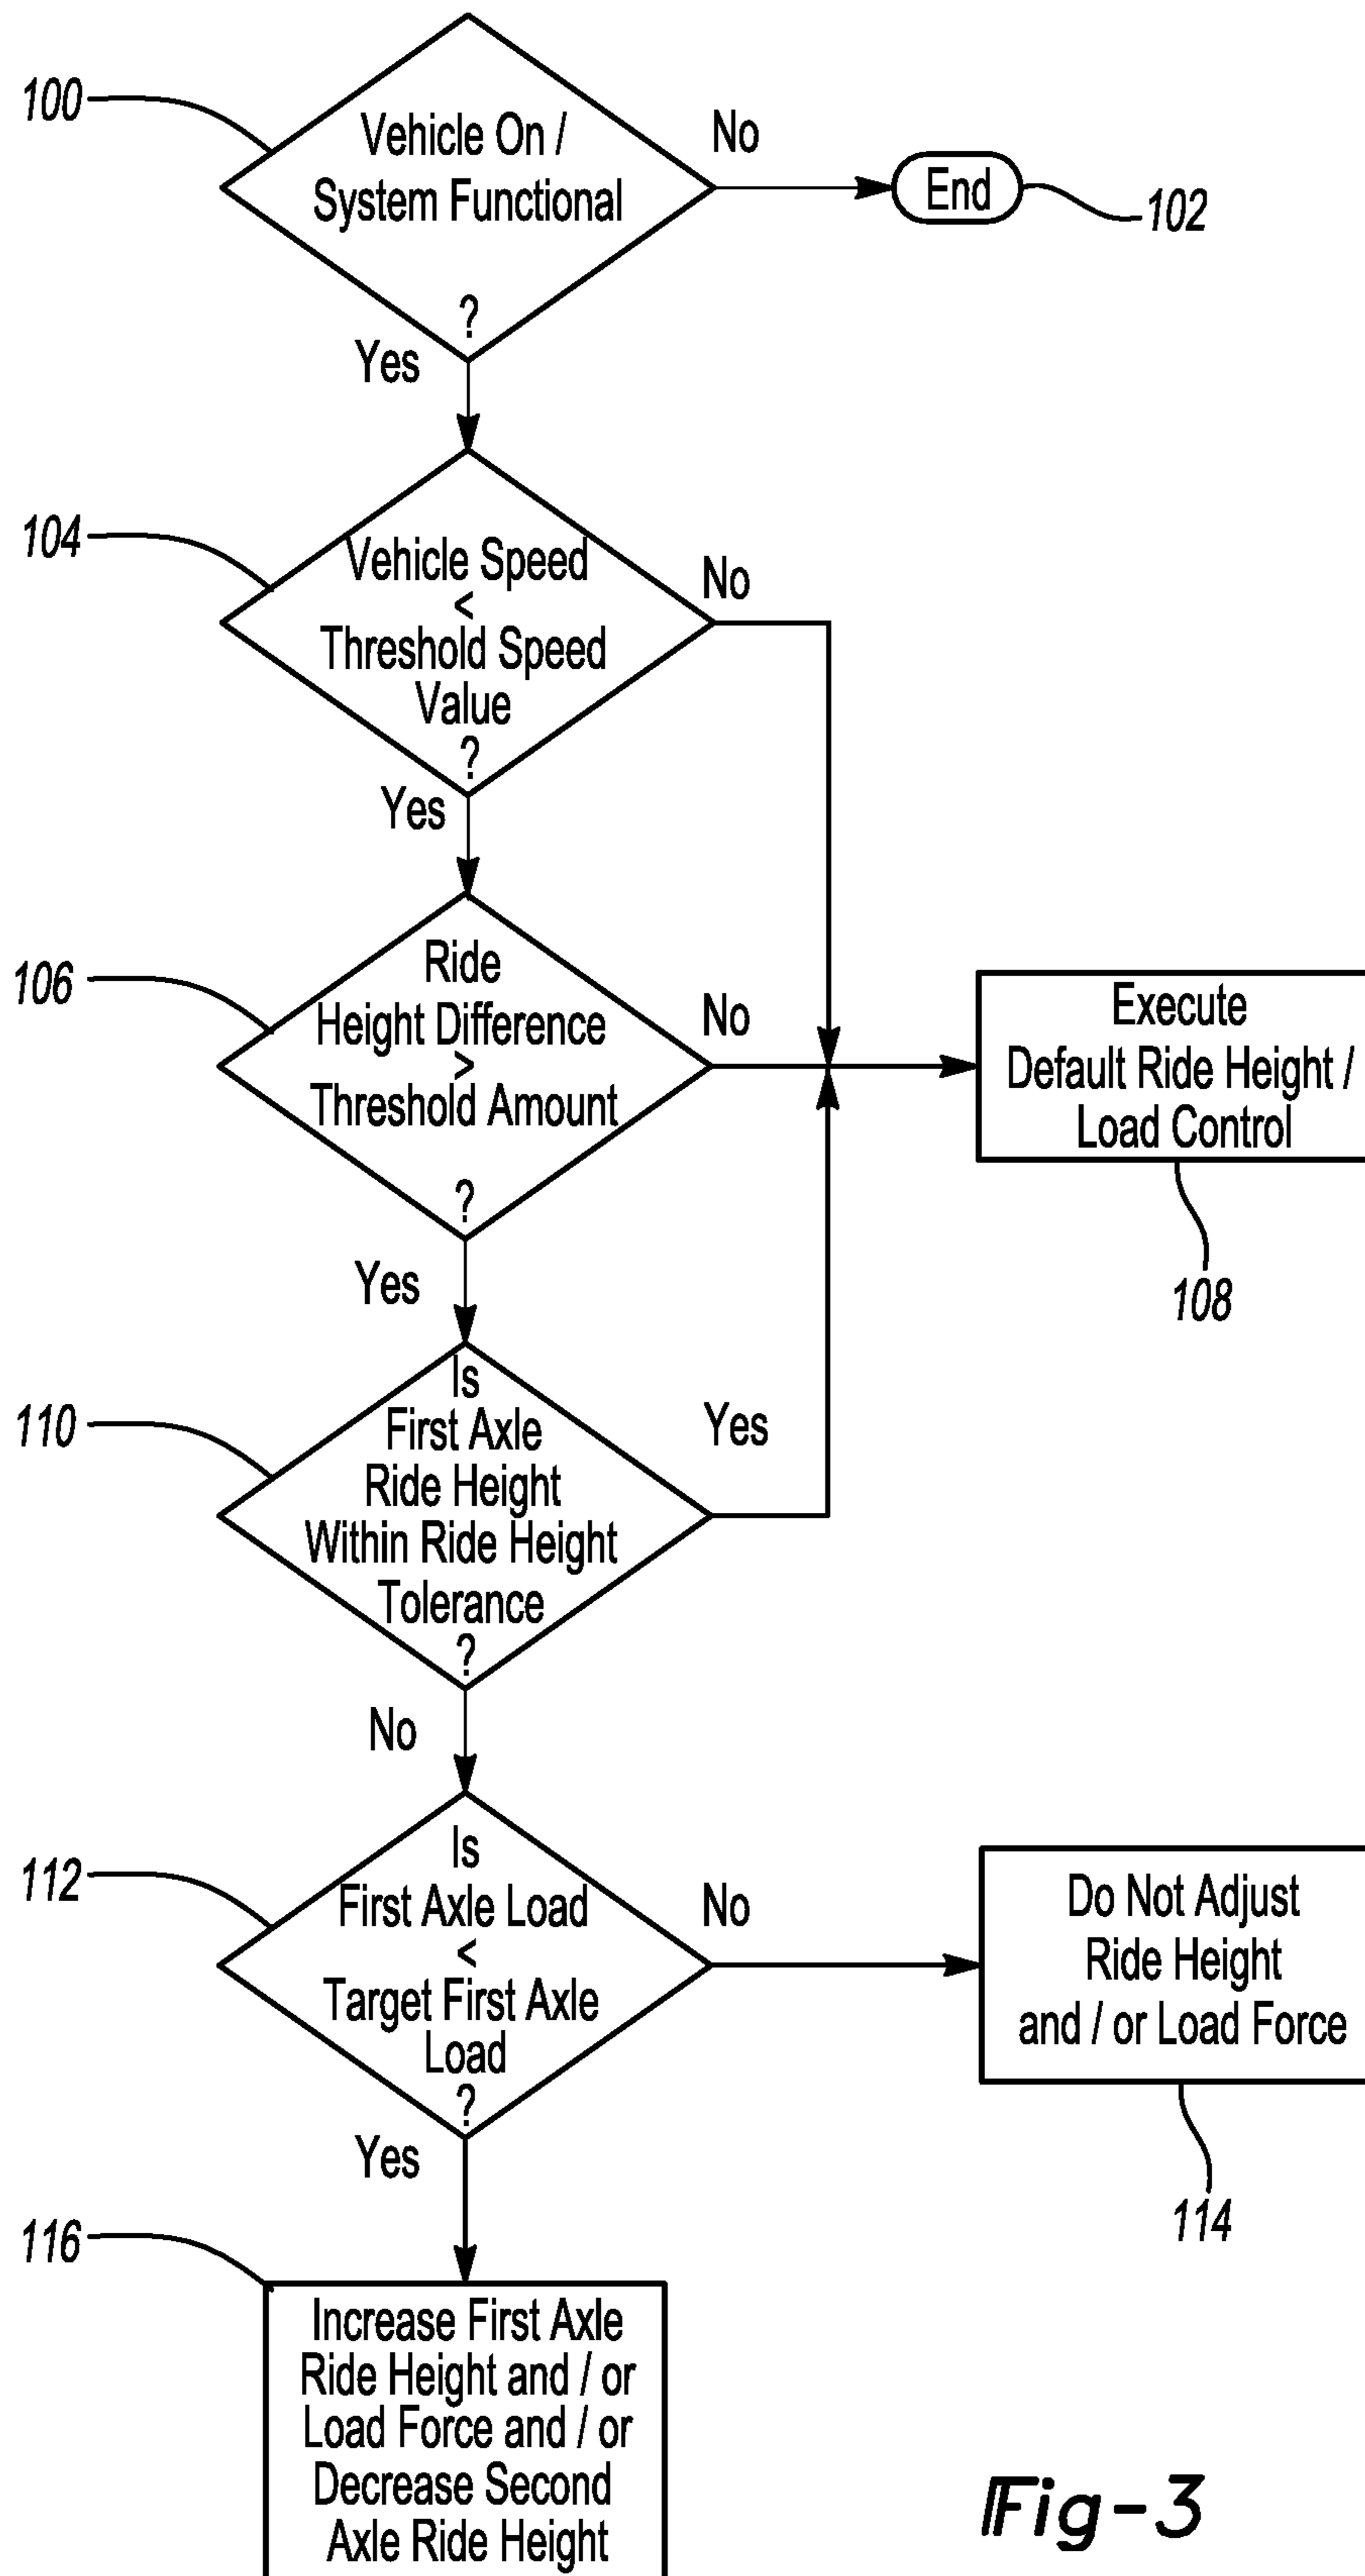 100
Vehicle On /
System Functional
?
No
End
102
Yes
104
Vehicle Speed
<
Threshold Speed
Value
?
No
Yes
106
Ride
Height Difference
>
Threshold Amount
?
No
Execute
Default Ride Height /
Load Control
108
Yes
110
Is
First Axle
Ride Height
Within Ride Height
Tolerance
?
Yes
No
112
Is
First Axle Load
<
Target First Axle
Load
?
No
Do Not Adjust
Ride Height
and / or Load Force
114
Yes
116
Increase First Axle
Ride Height and / or
Load Force and / or
Decrease Second
Axle Ride Height
Fig-3